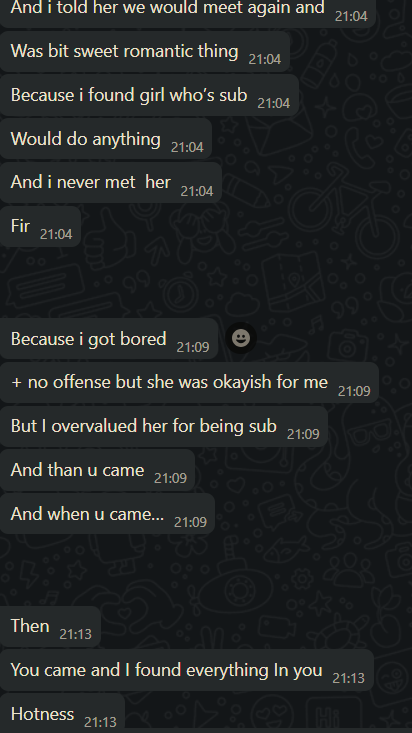 And i told her we would meet again and
21:04
Was bit sweet romantic thing 21:04
Because i found girl who's sub 21:04
Would do anything 21:04
And i never met her 21:04
Fir 21:04
Because i got bored 21:09
+ no offense but she was okayish for me 21:09
But I overvalued her for being sub 21:09
And than u came 21:09
And when u came... 21:09
Then 21:13
You came and I found everything In you 21:13
Hotness 21:13